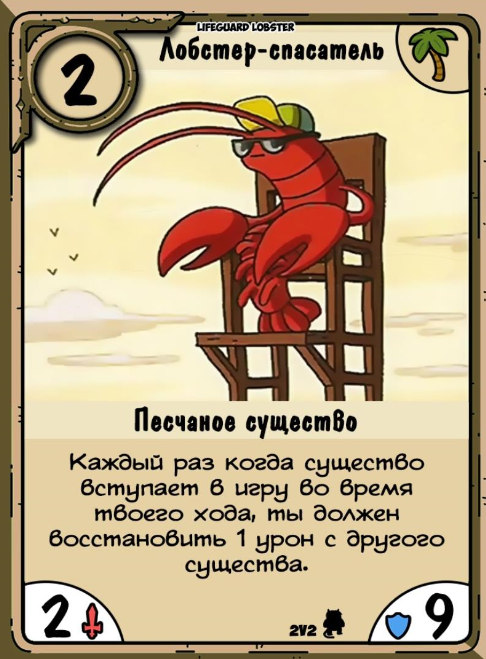 LIFEGUARD LOBSTER
Лобстер-спасатель
2
Песчаное существо
Каждый раз когда существо
вступает в игру во время
твоего хода, ты должен
восстановить 1 урон с другого
существа.
2
2V2
9